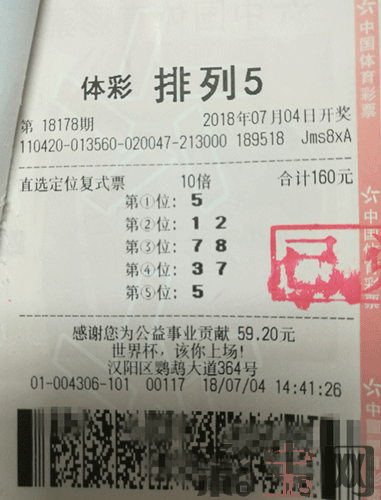 体彩 排列5
第 18178期 2018年07月04日开奖
110420-013560-020047-213000 189518 Jms8xA
直选定位复式票 10倍 合计160元
第①位: 5
第②位: 1 2
第③位: 7 8
第④位: 3 7
第⑤位: 5
感谢您为公益事业贡献 59.20元
世界杯，该你上场!
汉阳区鹦鹉大道364号
01-004306-101 00117 18/07/04 14:41:26
中国体育彩票
中国体育彩票